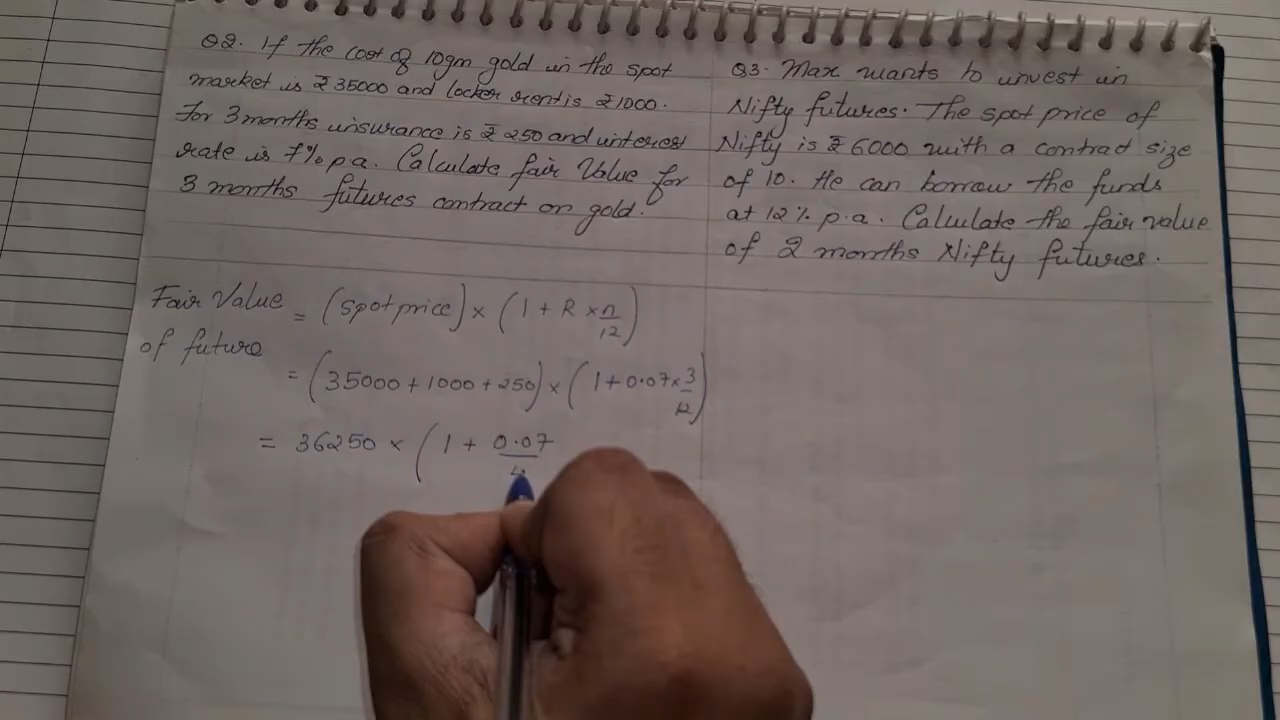 Q2. If the cost of 10gm gold in the spot
market is ₹35000 and locker rent is ₹1000.
For 3 months insurance is ₹250 and interest
rate is 7% p.a. Calculate fair Value for
3 months futures contract on gold.
Fair Value = (Spot price) × (1 + R × n/12)
of future
= (35000 + 1000 + 250) × (1 + 0.07 × 3/12)
= 36250 × (1 + 0.07/4
Q3. Max wants to invest in
Nifty futures. The spot price of
Nifty is ₹6000 with a contract size
of 10. He can borrow the funds
at 12% p.a. Calculate the fair value
of 2 months Nifty futures.